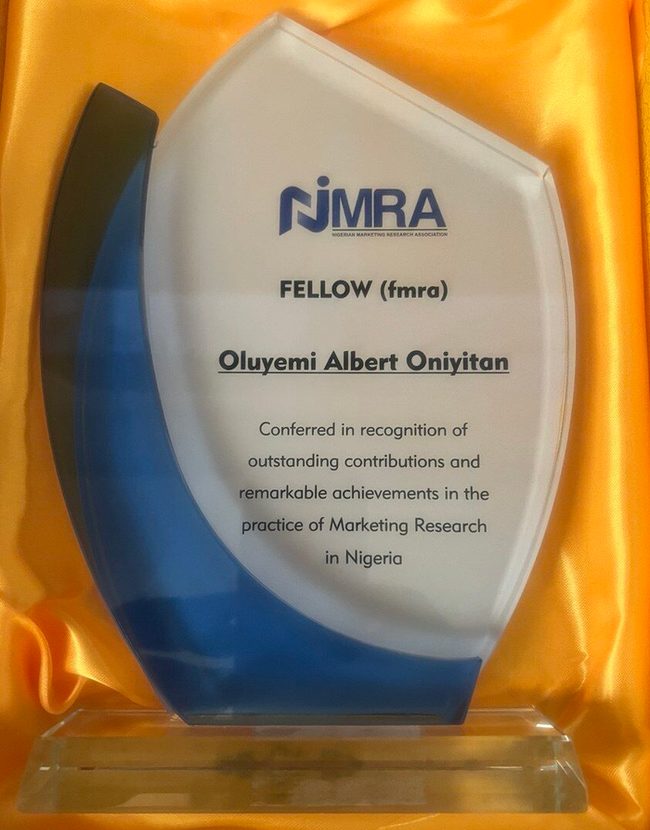 NiMRA
NIGERIAN MARKETING RESEARCH ASSOCIATION
FELLOW (fmra)
Oluyemi Albert Oniyitan
Conferred in recognition of
outstanding contributions and
remarkable achievements in the
practice of Marketing Research
in Nigeria